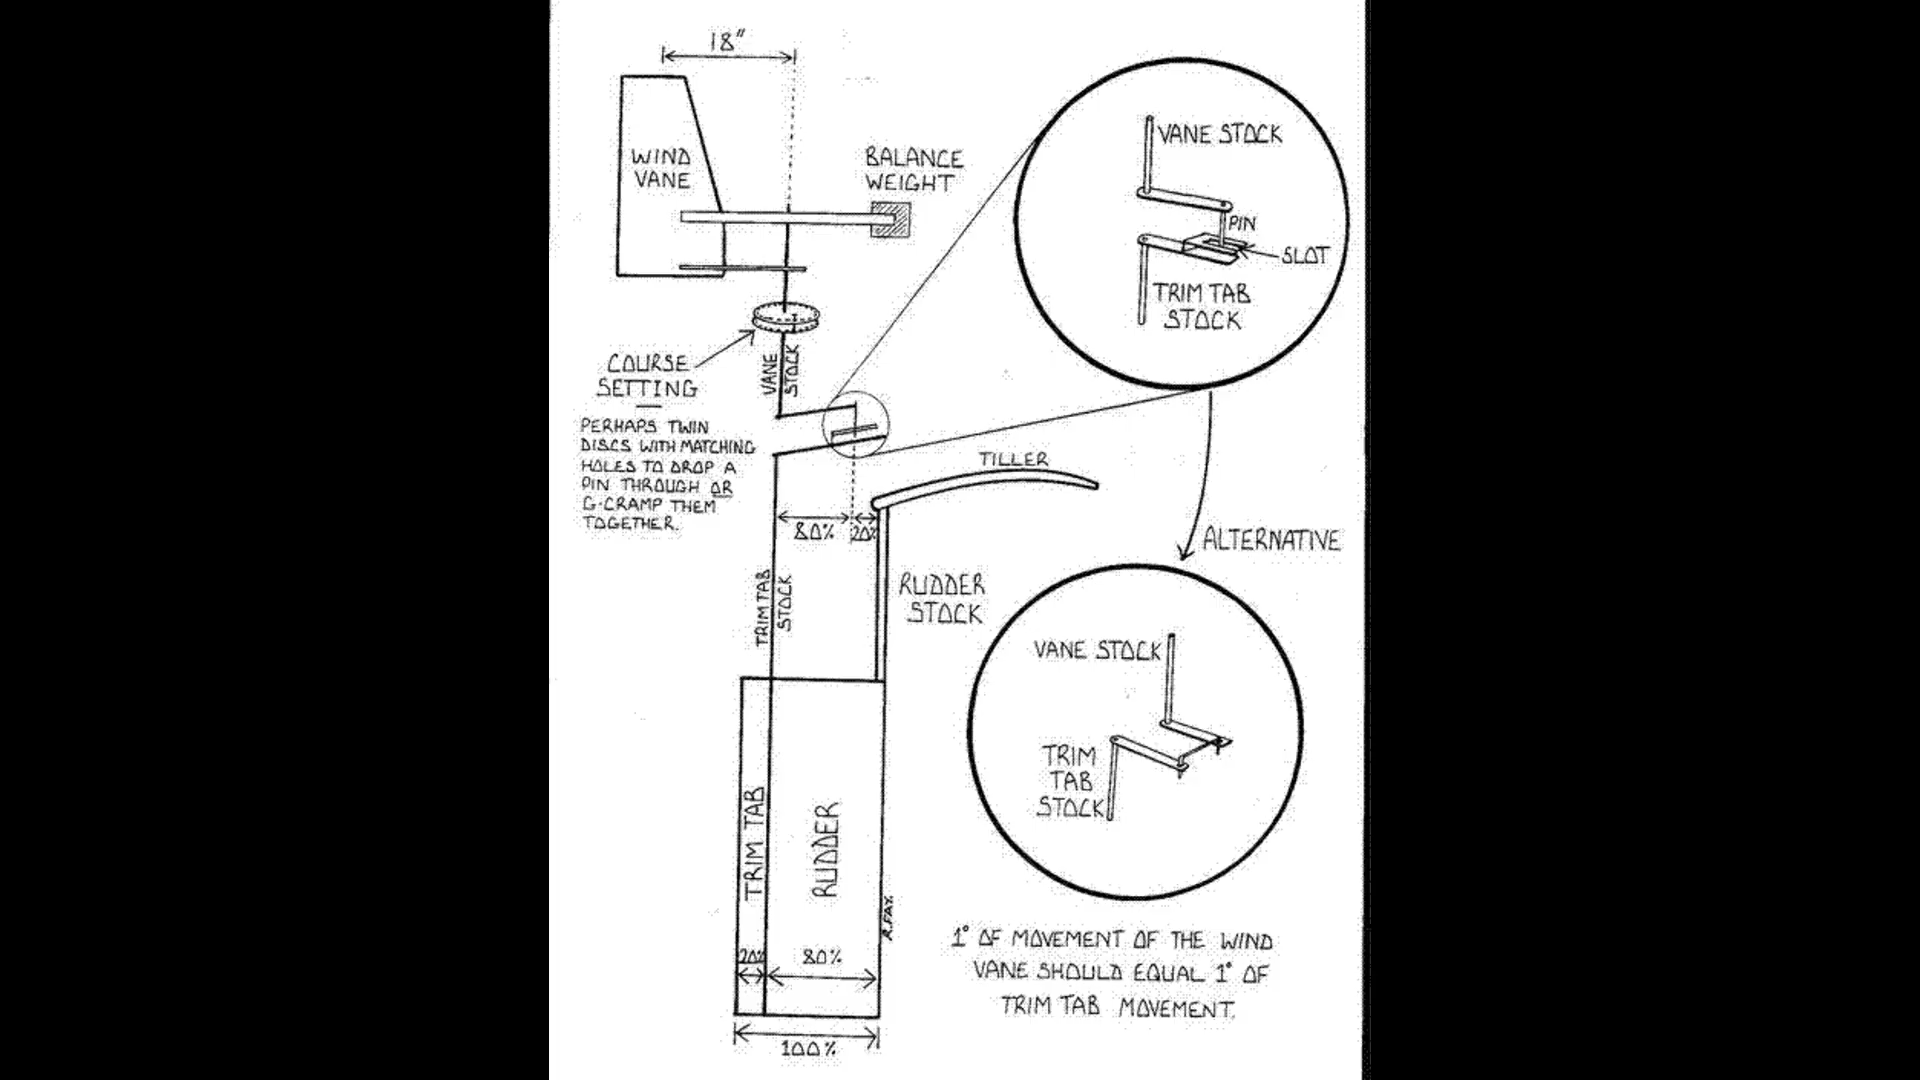 18"
WIND
VANE
BALANCE
WEIGHT
VANE STOCK
PIN
SLOT
TRIM TAB
STOCK
COURSE
SETTING
PERHAPS TWIN
DISCS WITH MATCHING
HOLES TO DROP A
PIN THROUGH OR
G-CRAMP THEM
TOGETHER.
VANE
STOCK
TILLER
80%
20%
ALTERNATIVE
TRIM TAB
STOCK
RUDDER
STOCK
VANE STOCK
TRIM
TAB
STOCK
TRIM TAB
RUDDER
R.FAY.
20%
80%
100%
1° OF MOVEMENT OF THE WIND
VANE SHOULD EQUAL 1° OF
TRIM TAB MOVEMENT.